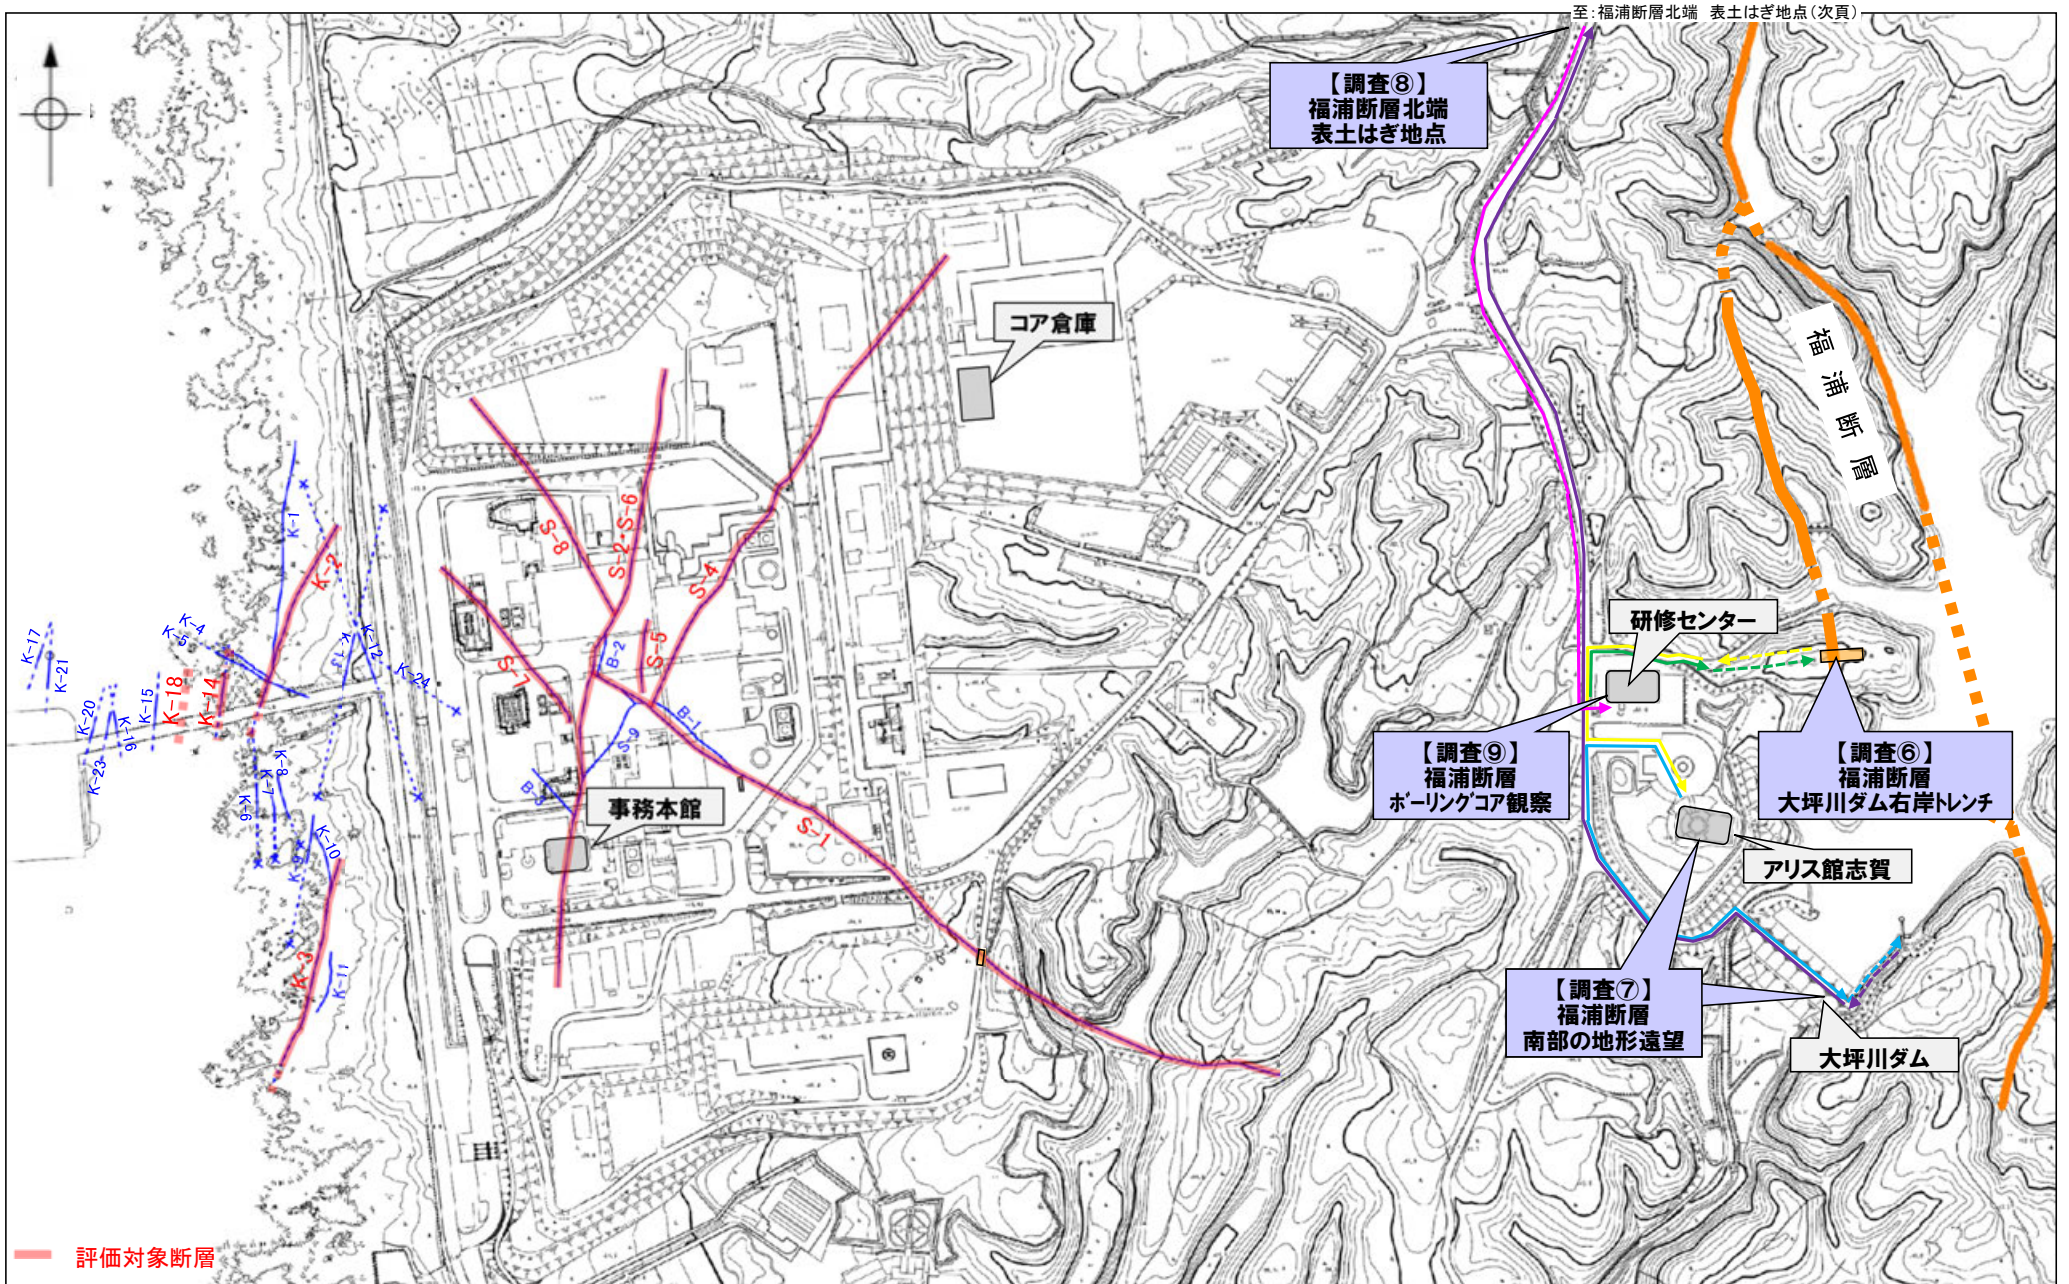 至:福浦断層北端 表土はぎ地点(次頁)
【調査⑧】
福浦断層北端
表土はぎ地点
コア倉庫
福浦断層
K-1
K-2
S-8
S-2・S-6
S-4
S-5
S-7
B-2
B-1
S-9
B-3
S-1
K-17
K-21
K-5
K-4
K-12
K-24
K-18
K-14
K-15
K-20
K-16
K-23
K-8
K-7
K-6
K-9
K-10
K-3
K-11
事務本館
研修センター
【調査⑨】
福浦断層
ボーリングコア観察
【調査⑥】
福浦断層
大坪川ダム右岸トレンチ
アリス館志賀
【調査⑦】
福浦断層
南部の地形遠望
大坪川ダム
評価対象断層